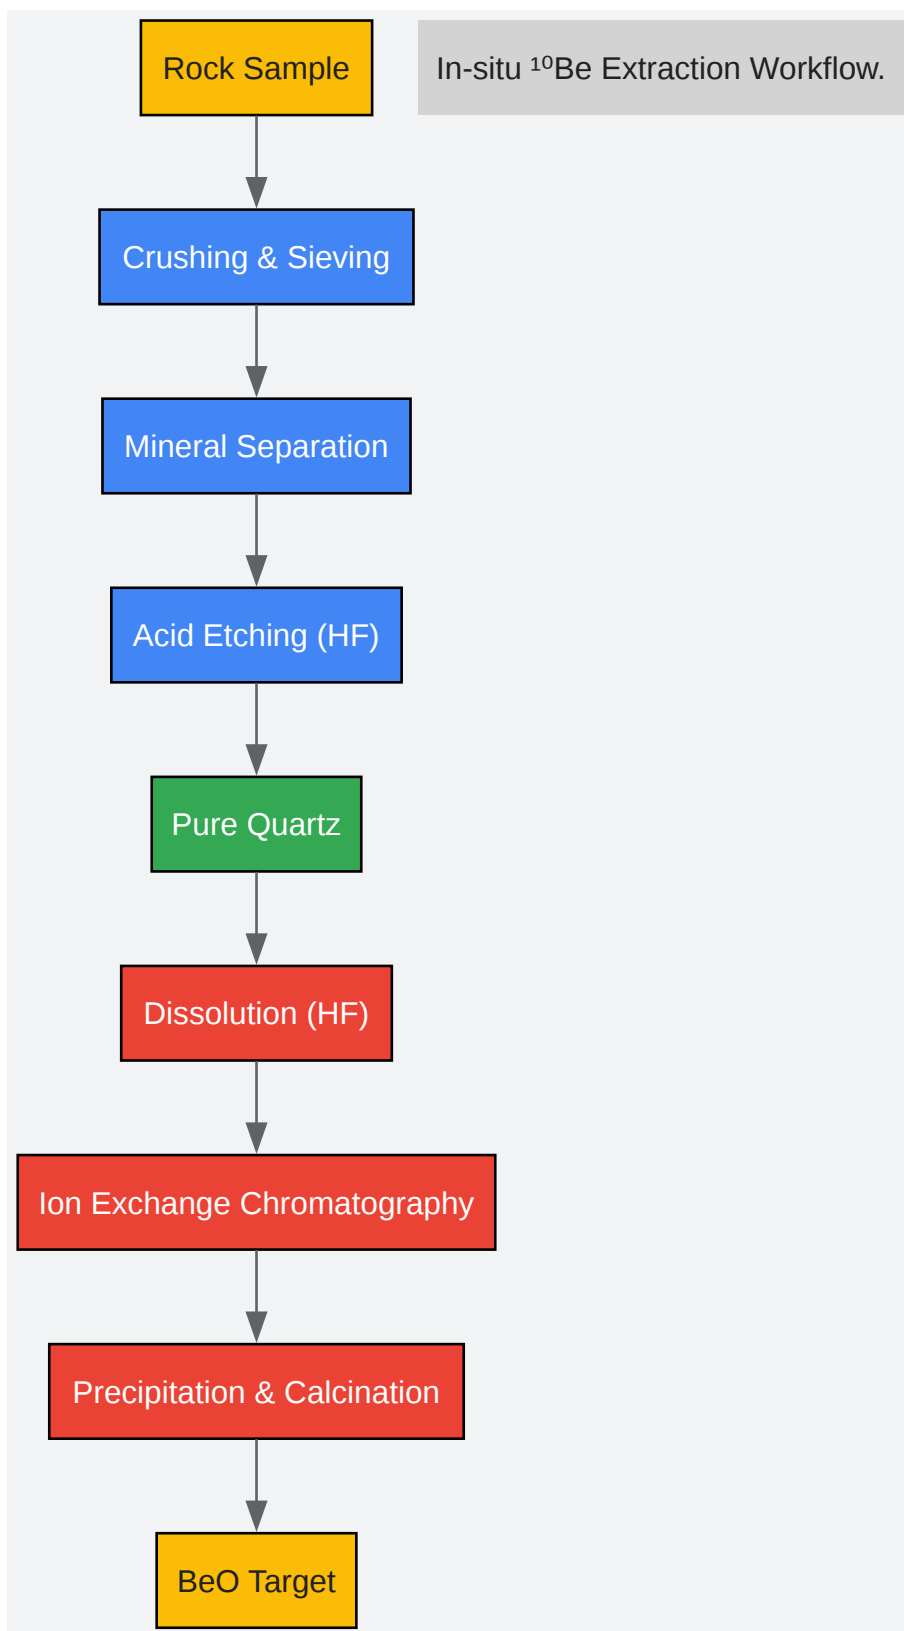 Rock Sample
In-situ ¹⁰Be Extraction Workflow.
Crushing & Sieving
Mineral Separation
Acid Etching (HF)
Pure Quartz
Dissolution (HF)
Ion Exchange Chromatography
Precipitation & Calcination
BeO Target